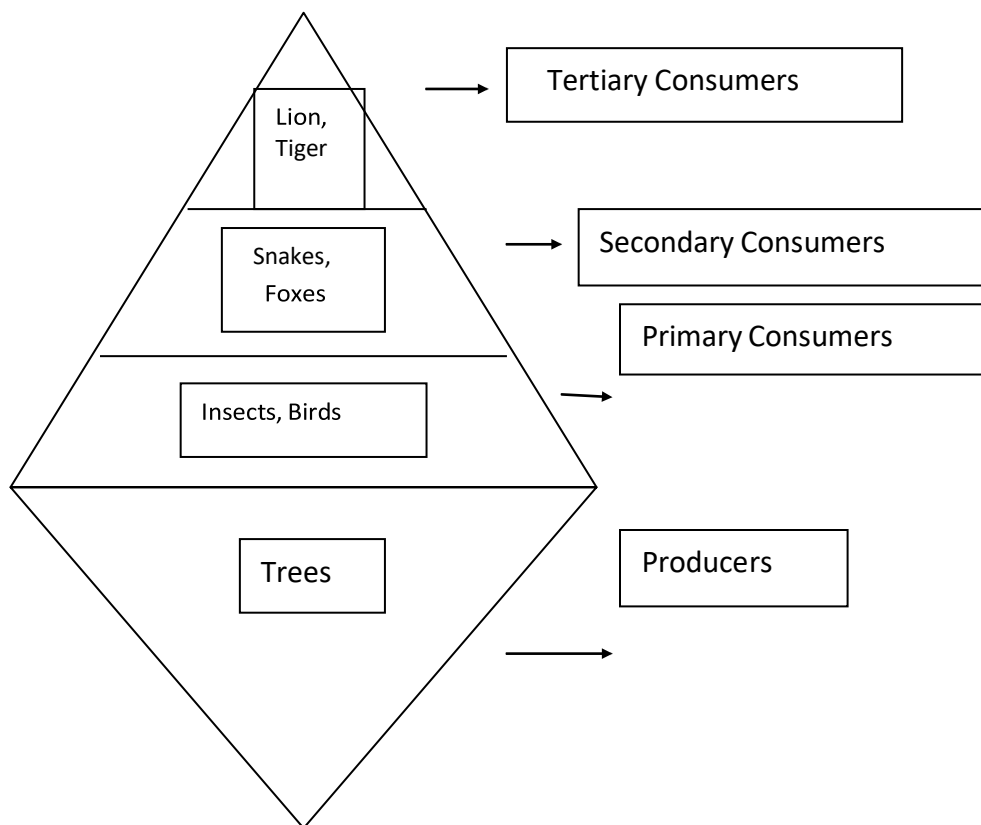 Tertiary Consumers
Lion,
Tiger
Secondary Consumers
Snakes,
Foxes
Primary Consumers
Insects, Birds
Trees
Producers